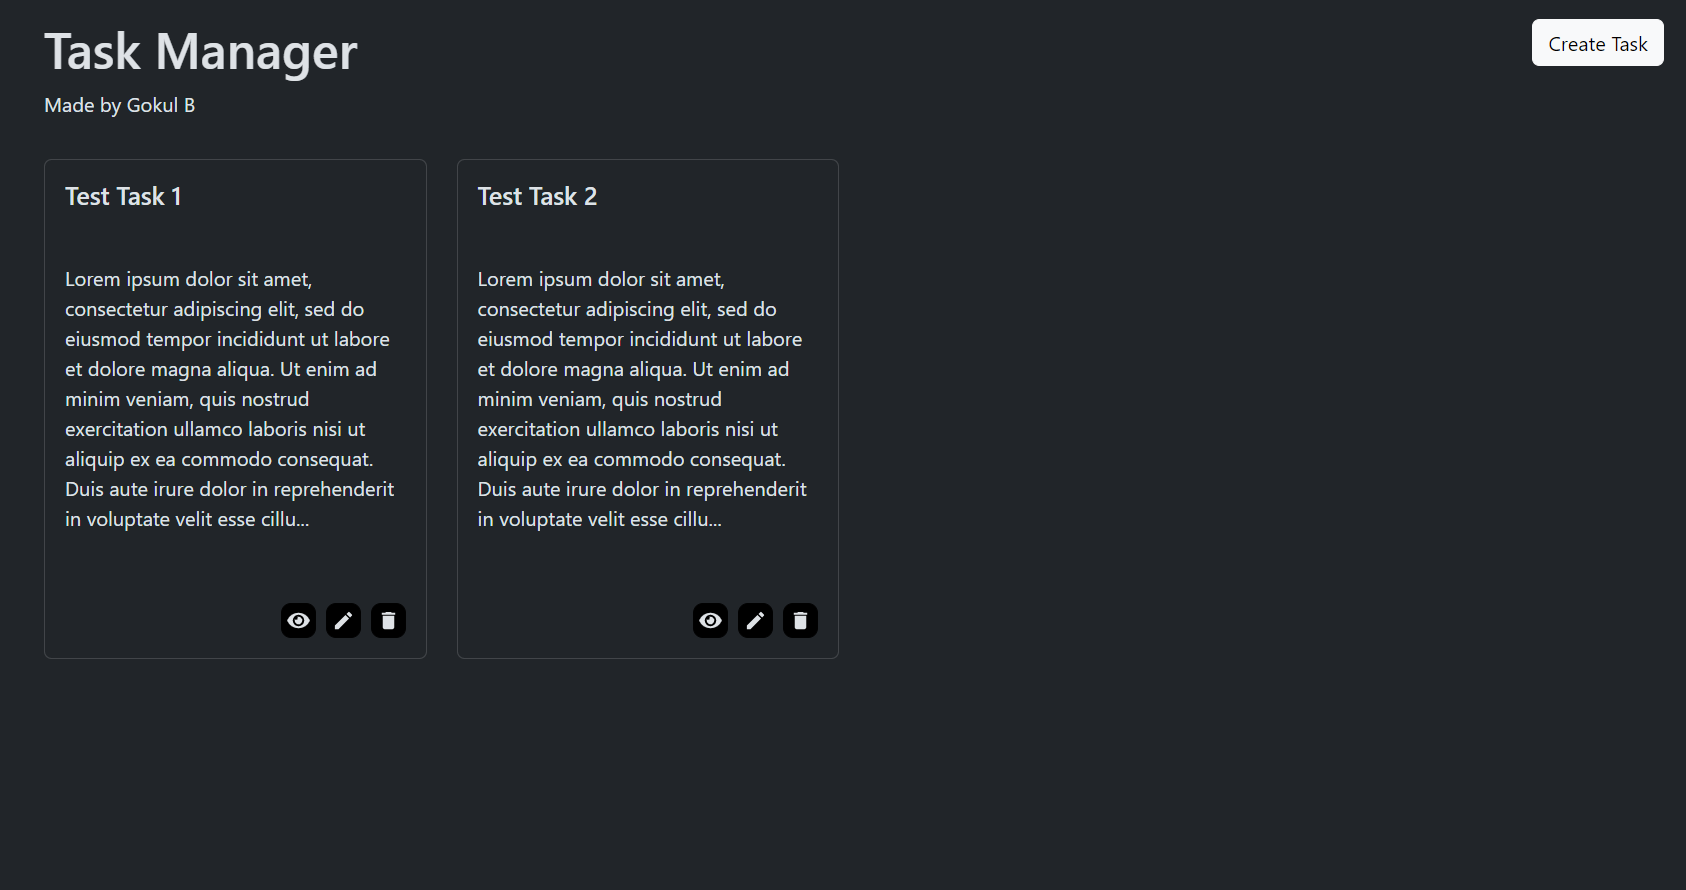 Task Manager
Create Task
Made by Gokul B
Test Task 1
Lorem ipsum dolor sit amet,
consectetur adipiscing elit, sed do
eiusmod tempor incididunt ut labore
et dolore magna aliqua. Ut enim ad
minim veniam, quis nostrud
exercitation ullamco laboris nisi ut
aliquip ex ea commodo consequat.
Duis aute irure dolor in reprehenderit
in voluptate velit esse cillu...
Test Task 2
Lorem ipsum dolor sit amet,
consectetur adipiscing elit, sed do
eiusmod tempor incididunt ut labore
et dolore magna aliqua. Ut enim ad
minim veniam, quis nostrud
exercitation ullamco laboris nisi ut
aliquip ex ea commodo consequat.
Duis aute irure dolor in reprehenderit
in voluptate velit esse cillu...